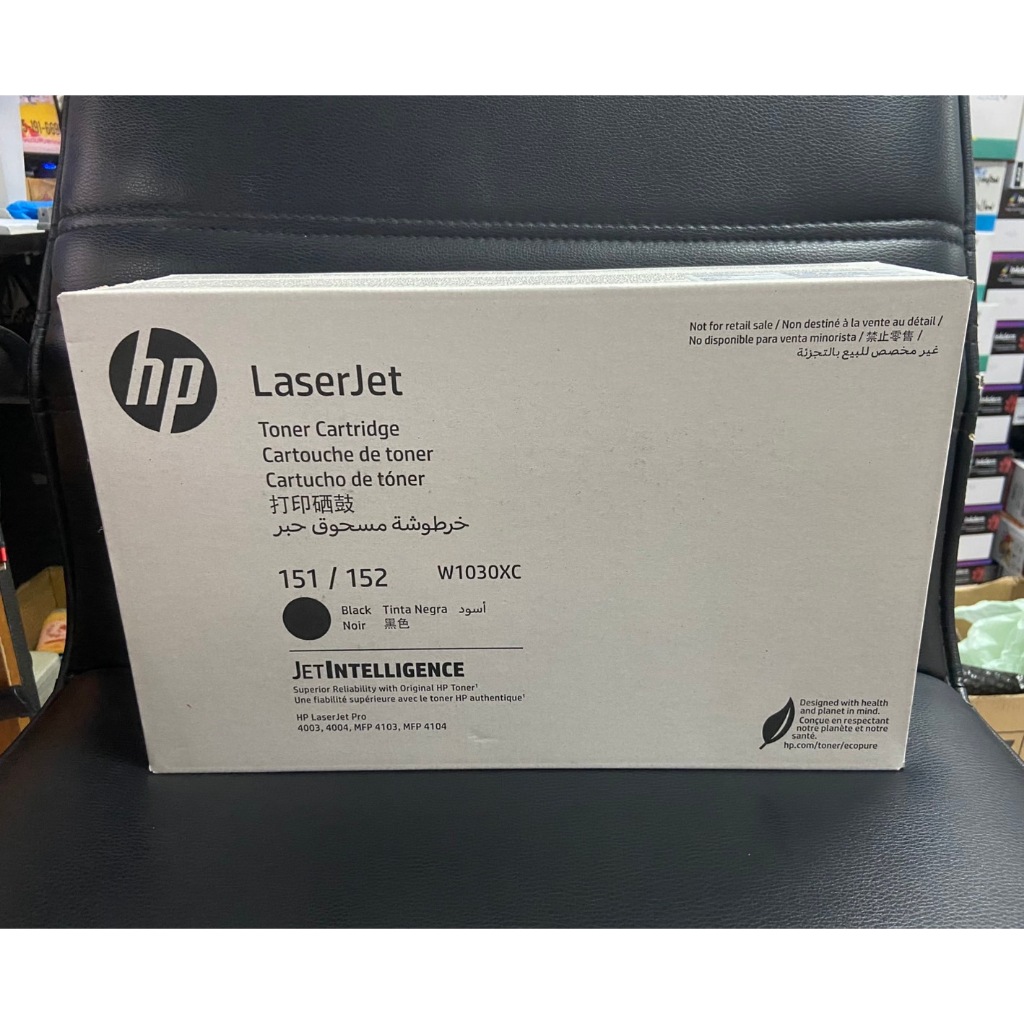 Not for retail sale / Non destiné à la vente au détail /
No disponible para venta minorista / 禁止零售 /
غير مخصص للبيع بالتجزئة
hp
LaserJet
Toner Cartridge
Cartouche de toner
Cartucho de tóner
打印硒鼓
خرطوشة مسحوق حبر
151 / 152 W1030XC
Black Tinta Negra أسود
Noir 黑色
JETINTELLIGENCE
Superior Reliability with Original HP Toner¹
Une fiabilité supérieure avec le toner HP authentique¹
HP LaserJet Pro
4003, 4004, MFP 4103, MFP 4104
Designed with health
and planet in mind.
Conçue en respectant
notre planète et notre
santé.
hp.com/toner/ecopure